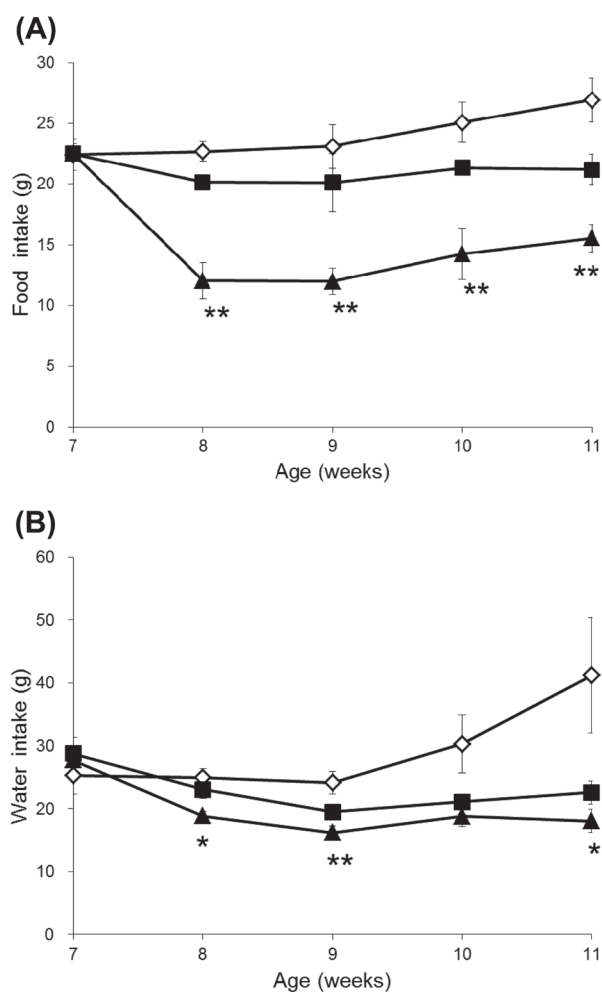 (A)
30
25
20
15
10
5
0
Food intake (g)
** ** ** **
7 8 9 10 11
Age (weeks)
(B)
60
50
40
30
20
10
0
Water intake (g)
* ** *
7 8 9 10 11
Age (weeks)